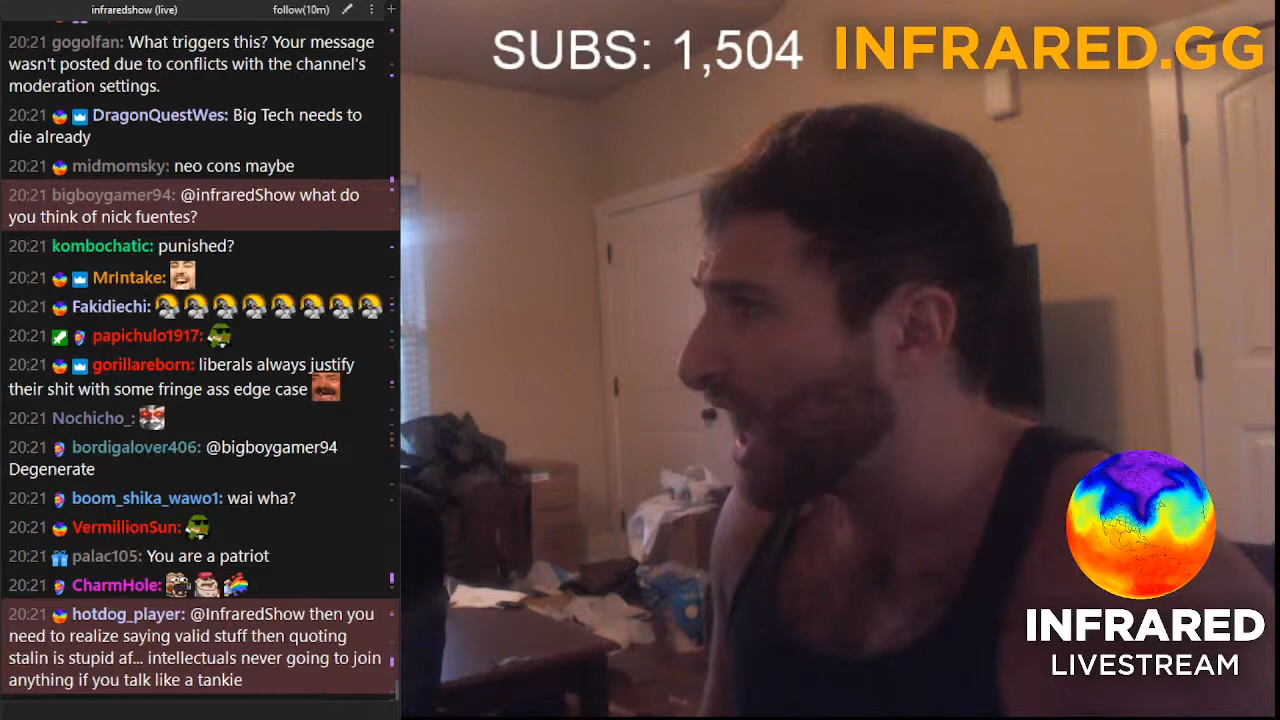 infraredshow (live) follow(10m)
20:21 gogolfan: What triggers this? Your message
wasn't posted due to conflicts with the channel's
moderation settings.
20:21 DragonQuestWes: Big Tech needs to
die already
20:21 midmomsky: neo cons maybe
20:21 bigboygamer94: @infraredShow what do
you think of nick fuentes?
20:21 kombochatic: punished?
20:21 MrIntake:
20:21 Fakidiechi:
20:21 papichulo1917:
20:21 gorillareborn: liberals always justify
their shit with some fringe ass edge case
20:21 Nochicho_:
20:21 bordigalover406: @bigboygamer94
Degenerate
20:21 boom_shika_wawo1: wai wha?
20:21 VermillionSun:
20:21 palac105: You are a patriot
20:21 CharmHole:
20:21 hotdog_player: @InfraredShow then you
need to realize saying valid stuff then quoting
stalin is stupid af... intellectuals never going to join
anything if you talk like a tankie
SUBS: 1,504 INFRARED.GG
INFRARED
LIVESTREAM